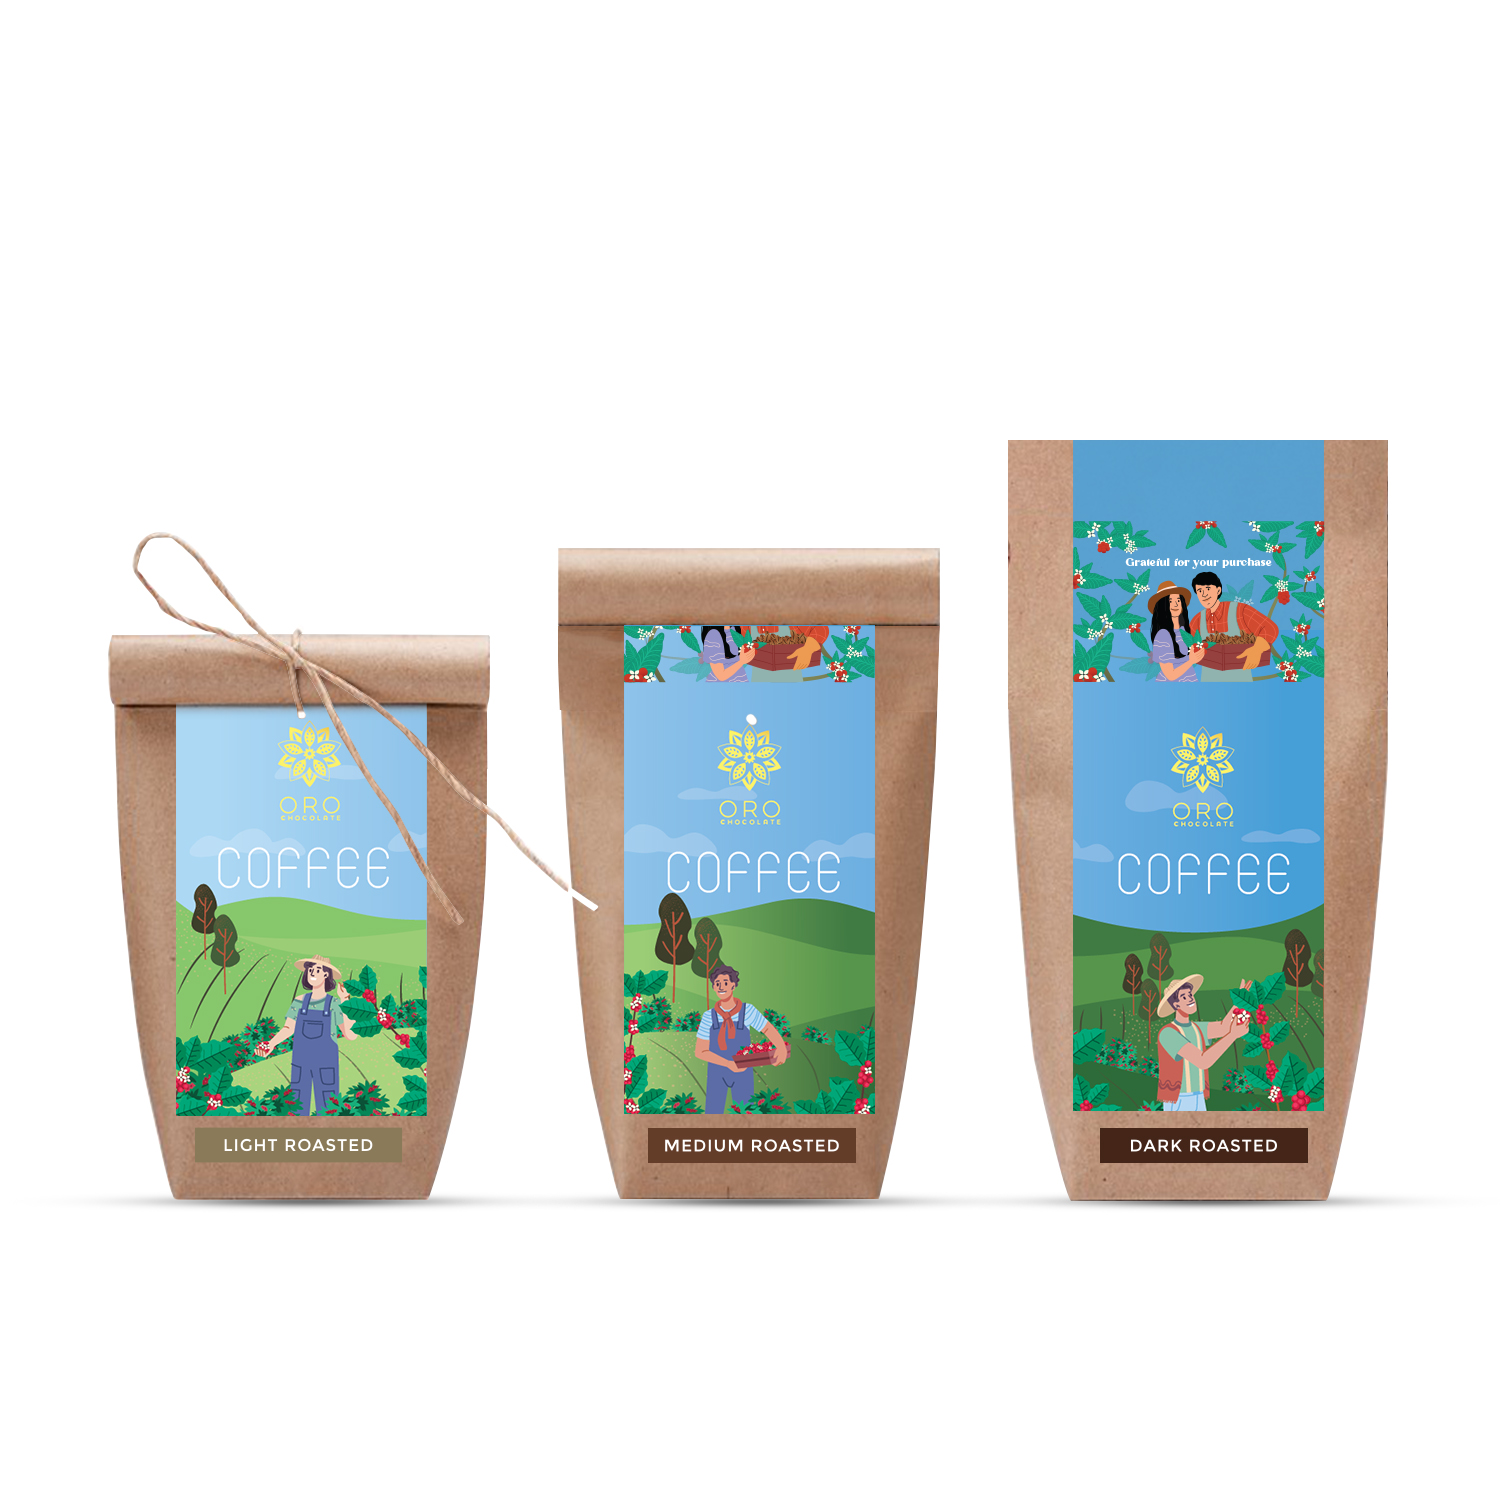 ORO
CHOCOLATE
COFFEE
LIGHT ROASTED
ORO
CHOCOLATE
COFFEE
MEDIUM ROASTED
Grateful for your purchase
ORO
CHOCOLATE
COFFEE
DARK ROASTED